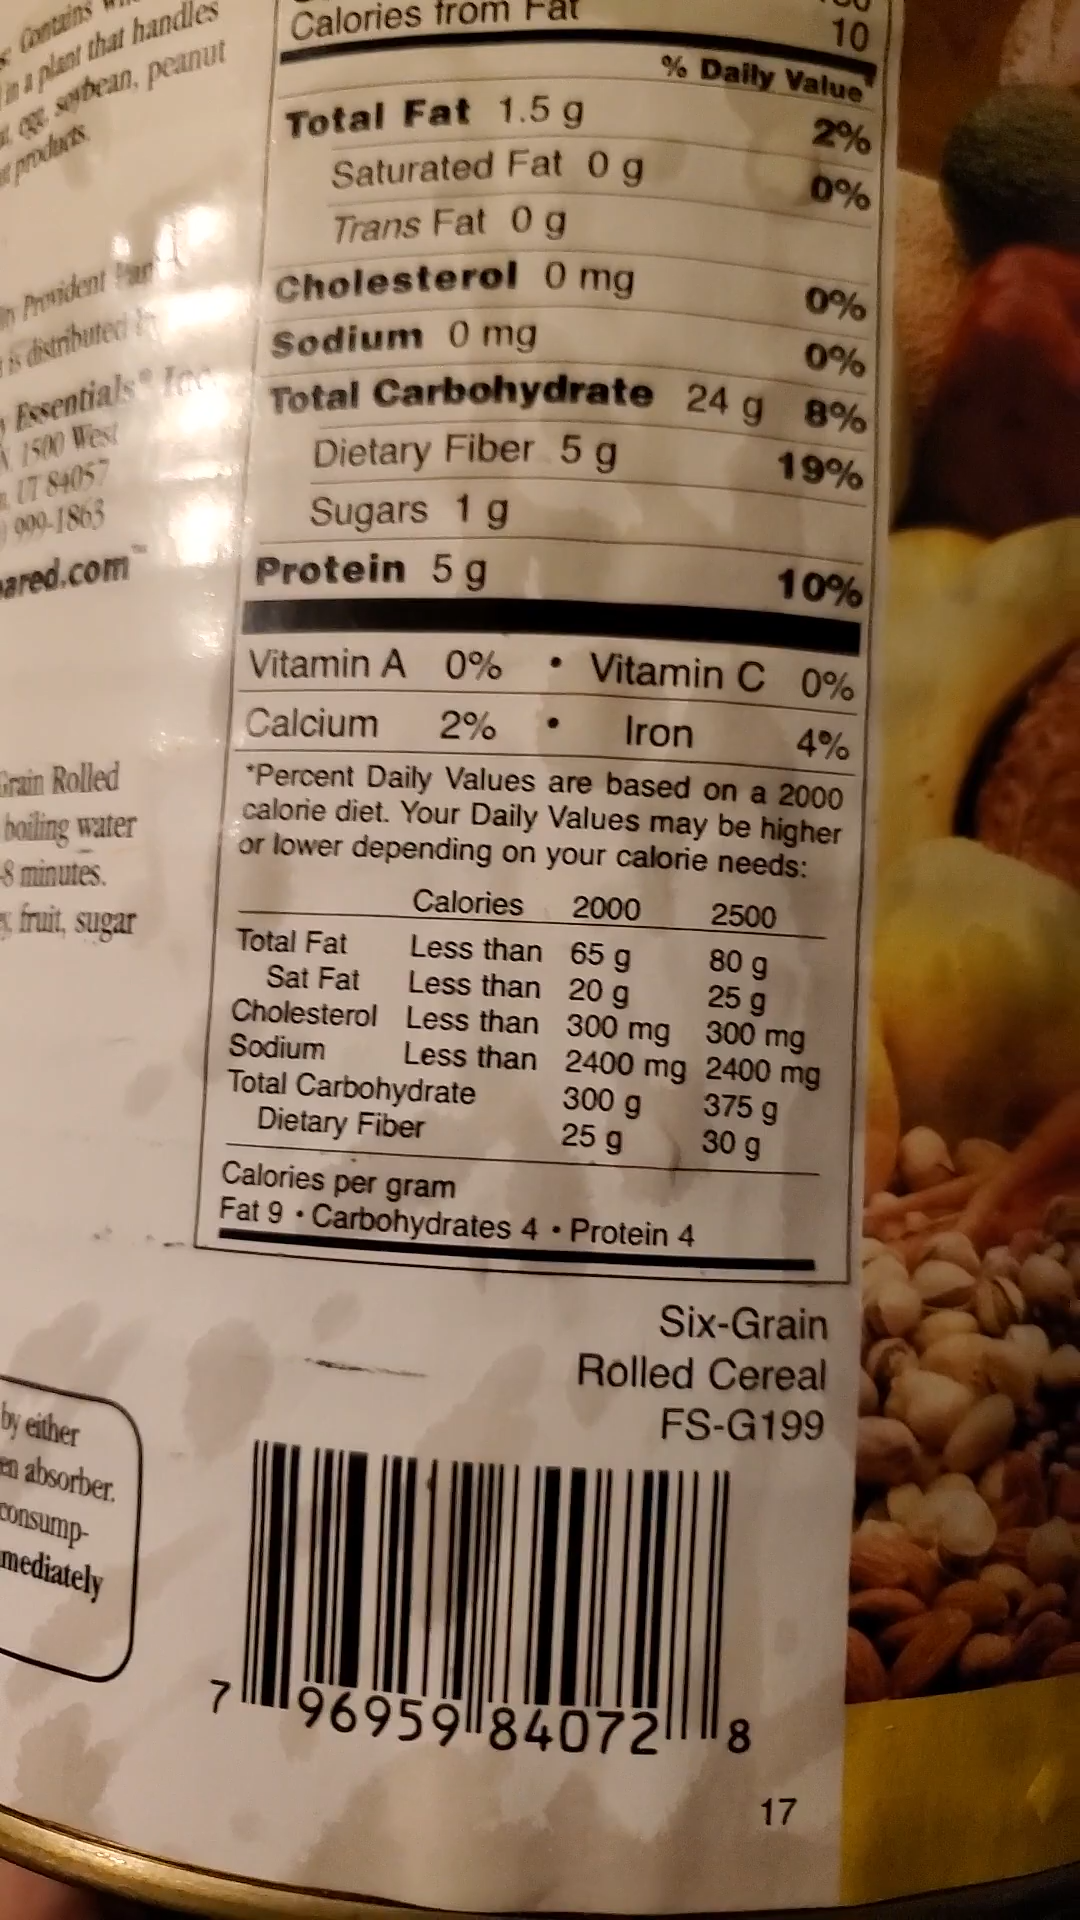 Contains
in a plant that handles
egg, soybean, peanut
products.
Provident
is distributed by
Essentials® Inc.
1500 West
UT 84057
999-1863
ared.com™
Grain Rolled
boiling water
-8 minutes.
fruit, sugar
by either
en absorber.
consump-
mediately
Calories from Fat 10
% Daily Value*
Total Fat 1.5 g 2%
Saturated Fat 0 g 0%
Trans Fat 0 g
Cholesterol 0 mg 0%
Sodium 0 mg 0%
Total Carbohydrate 24 g 8%
Dietary Fiber 5 g 19%
Sugars 1 g
Protein 5 g 10%
Vitamin A 0% • Vitamin C 0%
Calcium 2% • Iron 4%
*Percent Daily Values are based on a 2000
calorie diet. Your Daily Values may be higher
or lower depending on your calorie needs:
Calories 2000 2500
Total Fat Less than 65 g 80 g
Sat Fat Less than 20 g 25 g
Cholesterol Less than 300 mg 300 mg
Sodium Less than 2400 mg 2400 mg
Total Carbohydrate 300 g 375 g
Dietary Fiber 25 g 30 g
Calories per gram
Fat 9 • Carbohydrates 4 • Protein 4
Six-Grain
Rolled Cereal
FS-G199
7 96959 84072 8
17